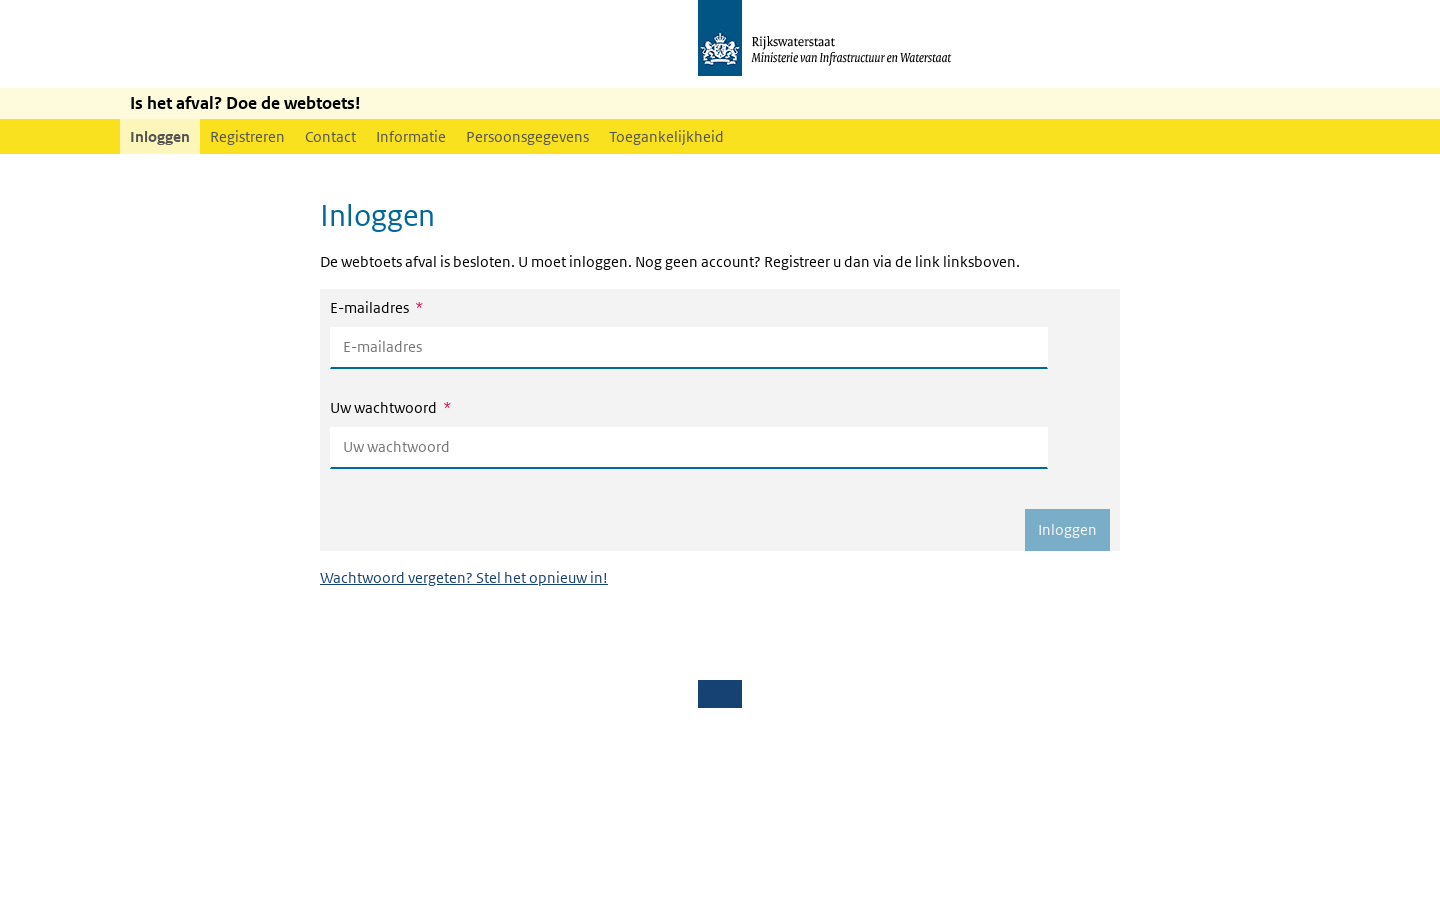 Rijkswaterstaat
Ministerie van Infrastructuur en Waterstaat
Is het afval? Doe de webtoets!
Inloggen Registreren Contact Informatie Persoonsgegevens Toegankelijkheid
Inloggen
De webtoets afval is besloten. U moet inloggen. Nog geen account? Registreer u dan via de link linksboven.
E-mailadres *
E-mailadres
Uw wachtwoord *
Uw wachtwoord
Inloggen
Wachtwoord vergeten? Stel het opnieuw in!